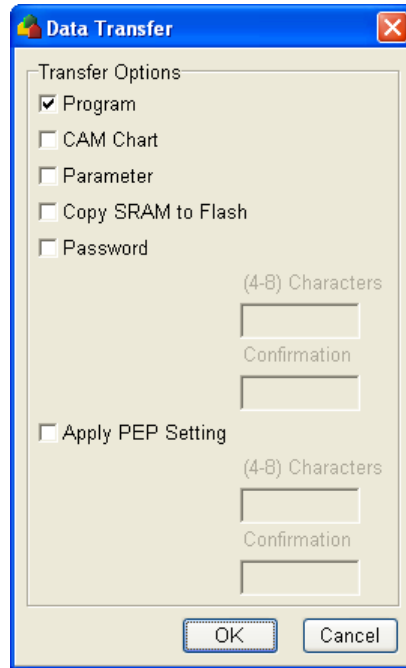 Data Transfer
Transfer Options
Program
CAM Chart
Parameter
Copy SRAM to Flash
Password
(4-8) Characters
Confirmation
Apply PEP Setting
(4-8) Characters
Confirmation
OK Cancel